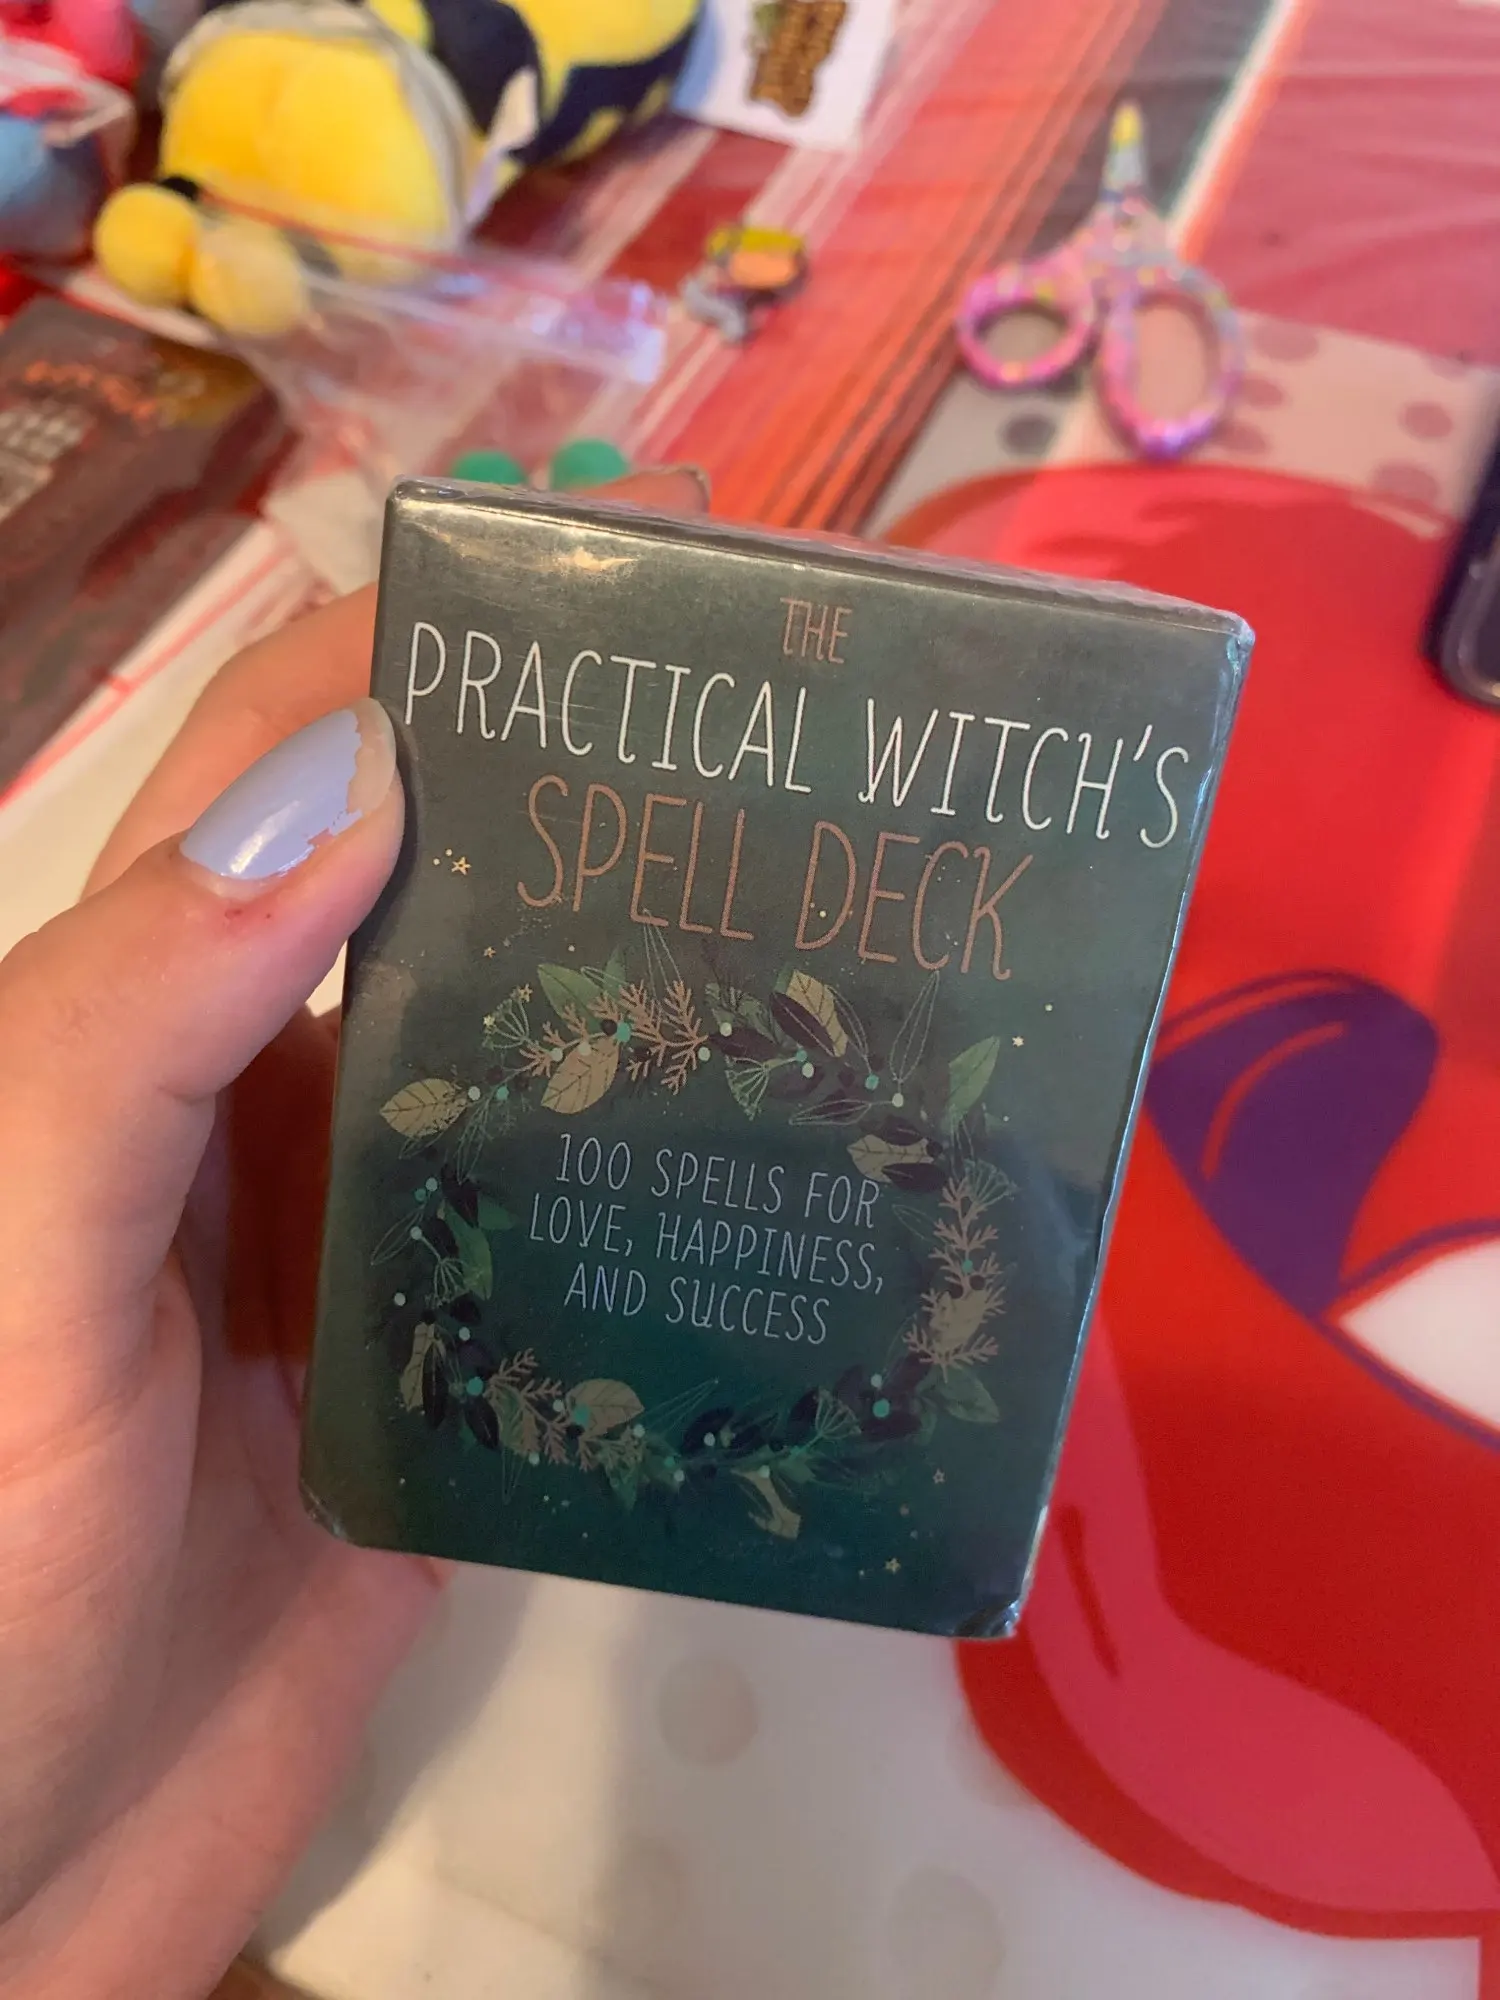 THE
PRACTICAL WITCH'S
SPELL DECK
100 SPELLS FOR
LOVE, HAPPINESS,
AND SUCCESS